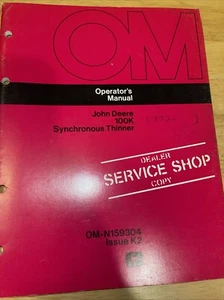 OM
Operator's
Manual
John Deere
100K
Synchronous Thinner
DEALER
SERVICE SHOP
COPY
OM-N159304
Issue K2